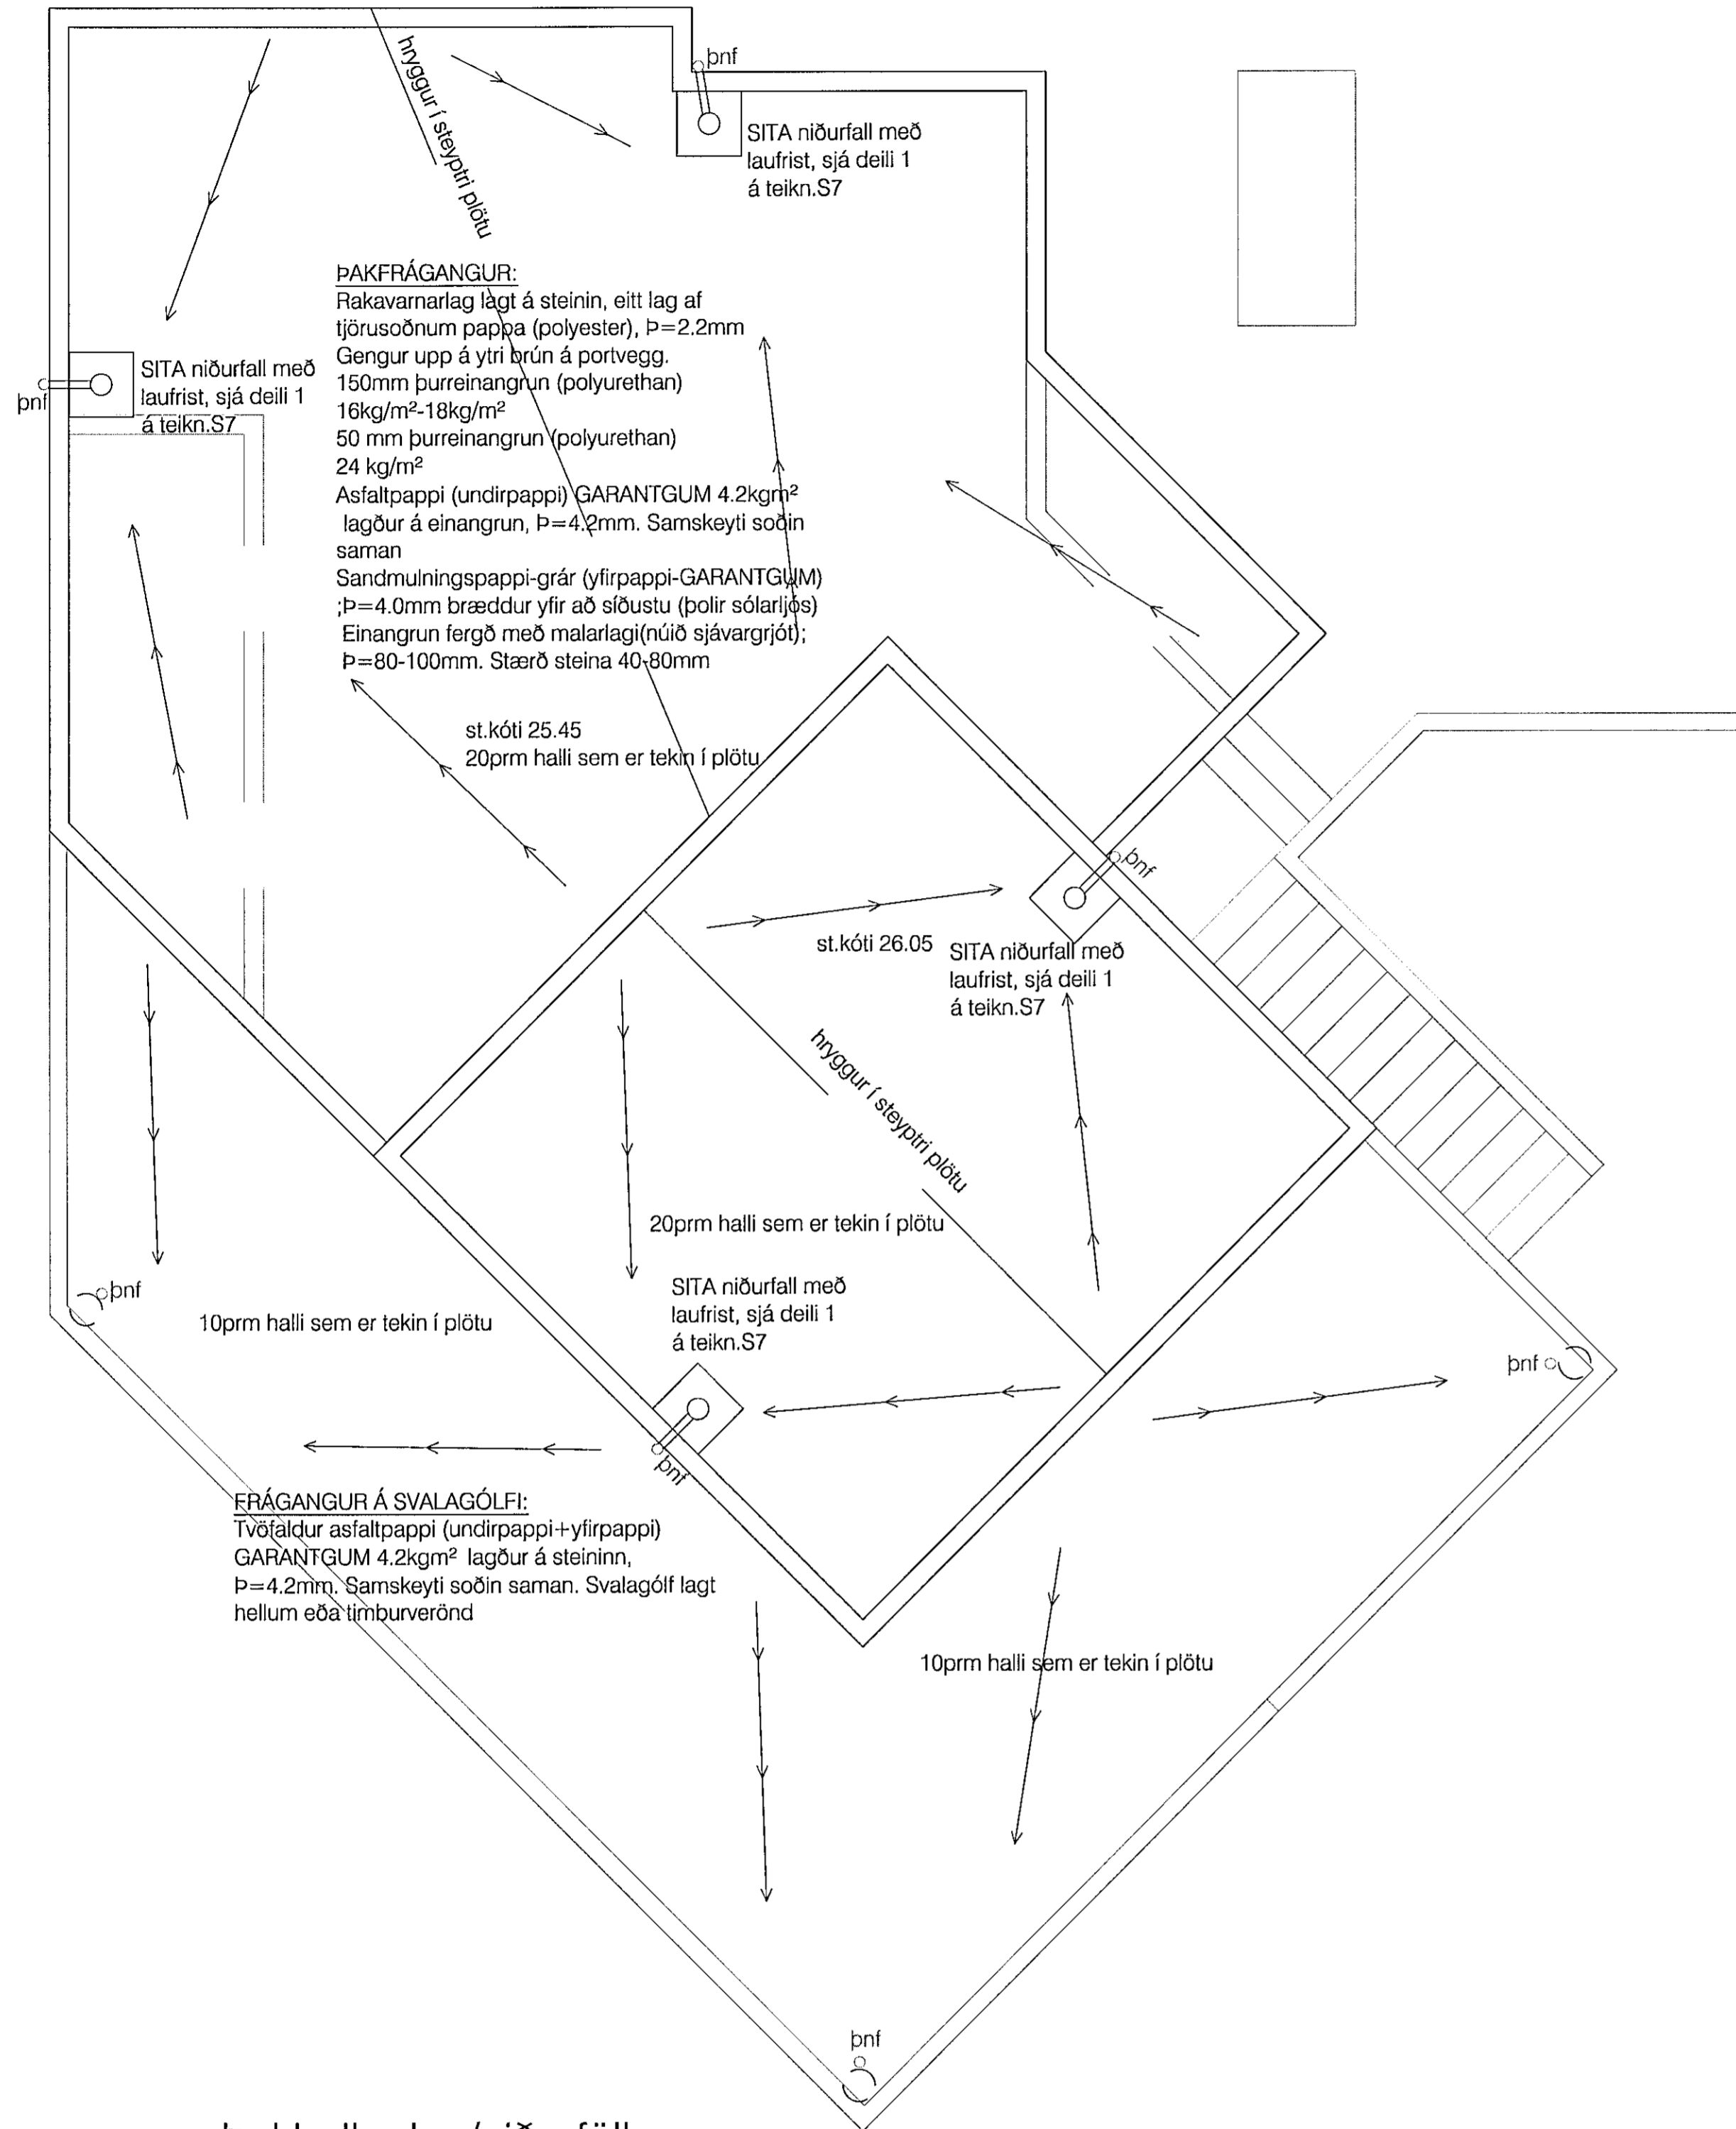 hryggur í steyptri plötu
þnf
SITA niðurfall með
laufrist, sjá deili 1
á teikn.S7
ÞAKFRÁGANGUR:
Rakavarnarlag lagt á steinin, eitt lag af
tjörusoðnum pappa (polyester), Þ=2.2mm
Gengur upp á ytri brún á portvegg.
150mm þurreinangrun (polyurethan)
16kg/m²-18kg/m²
50 mm þurreinangrun (polyurethan)
24 kg/m²
Asfaltpappi (undirpappi) GARANTGUM 4.2kgm²
lagður á einangrun, Þ=4.2mm. Samskeyti soðin
saman
Sandmulningspappi-grár (yfirpappi-GARANTGUM)
;Þ=4.0mm bræddur yfir að síðustu (þolir sólarljós)
Einangrun fergð með malarlagi(núið sjávargrjót);
Þ=80-100mm. Stærð steina 40-80mm
SITA niðurfall með
laufrist, sjá deili 1
á teikn.S7
þnf
st.kóti 25.45
20prm halli sem er tekin í plötu
þnf
st.kóti 26.05
SITA niðurfall með
laufrist, sjá deili 1
á teikn.S7
hryggur í steyptri plötu
20prm halli sem er tekin í plötu
SITA niðurfall með
laufrist, sjá deili 1
á teikn.S7
þnf
10prm halli sem er tekin í plötu
þnf
þnf
FRÁGANGUR Á SVALAGÓLFI:
Tvöfaldur asfaltpappi (undirpappi+yfirpappi)
GARANTGUM 4.2kgm² lagður á steininn,
Þ=4.2mm. Samskeyti soðin saman. Svalagólf lagt
hellum eða timburverönd
10prm halli sem er tekin í plötu
þnf